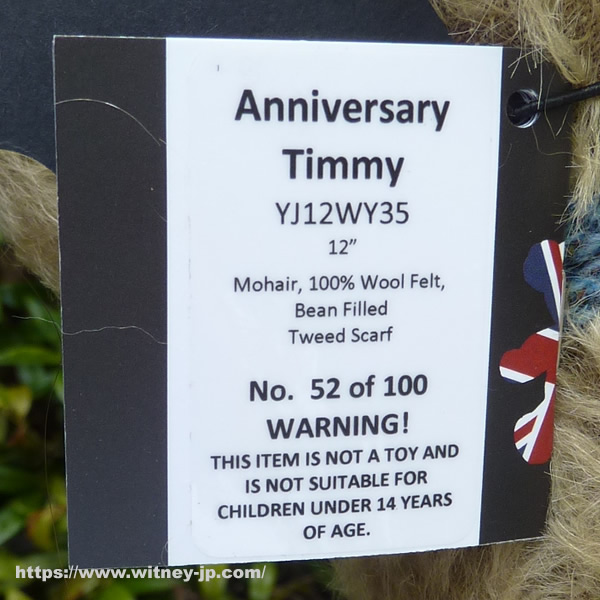 Anniversary
Timmy
YJ12WY35
12”
Mohair, 100% Wool Felt,
Bean Filled
Tweed Scarf
No. 52 of 100
WARNING!
THIS ITEM IS NOT A TOY AND
IS NOT SUITABLE FOR
CHILDREN UNDER 14 YEARS
OF AGE.
https://www.witney-jp.com/